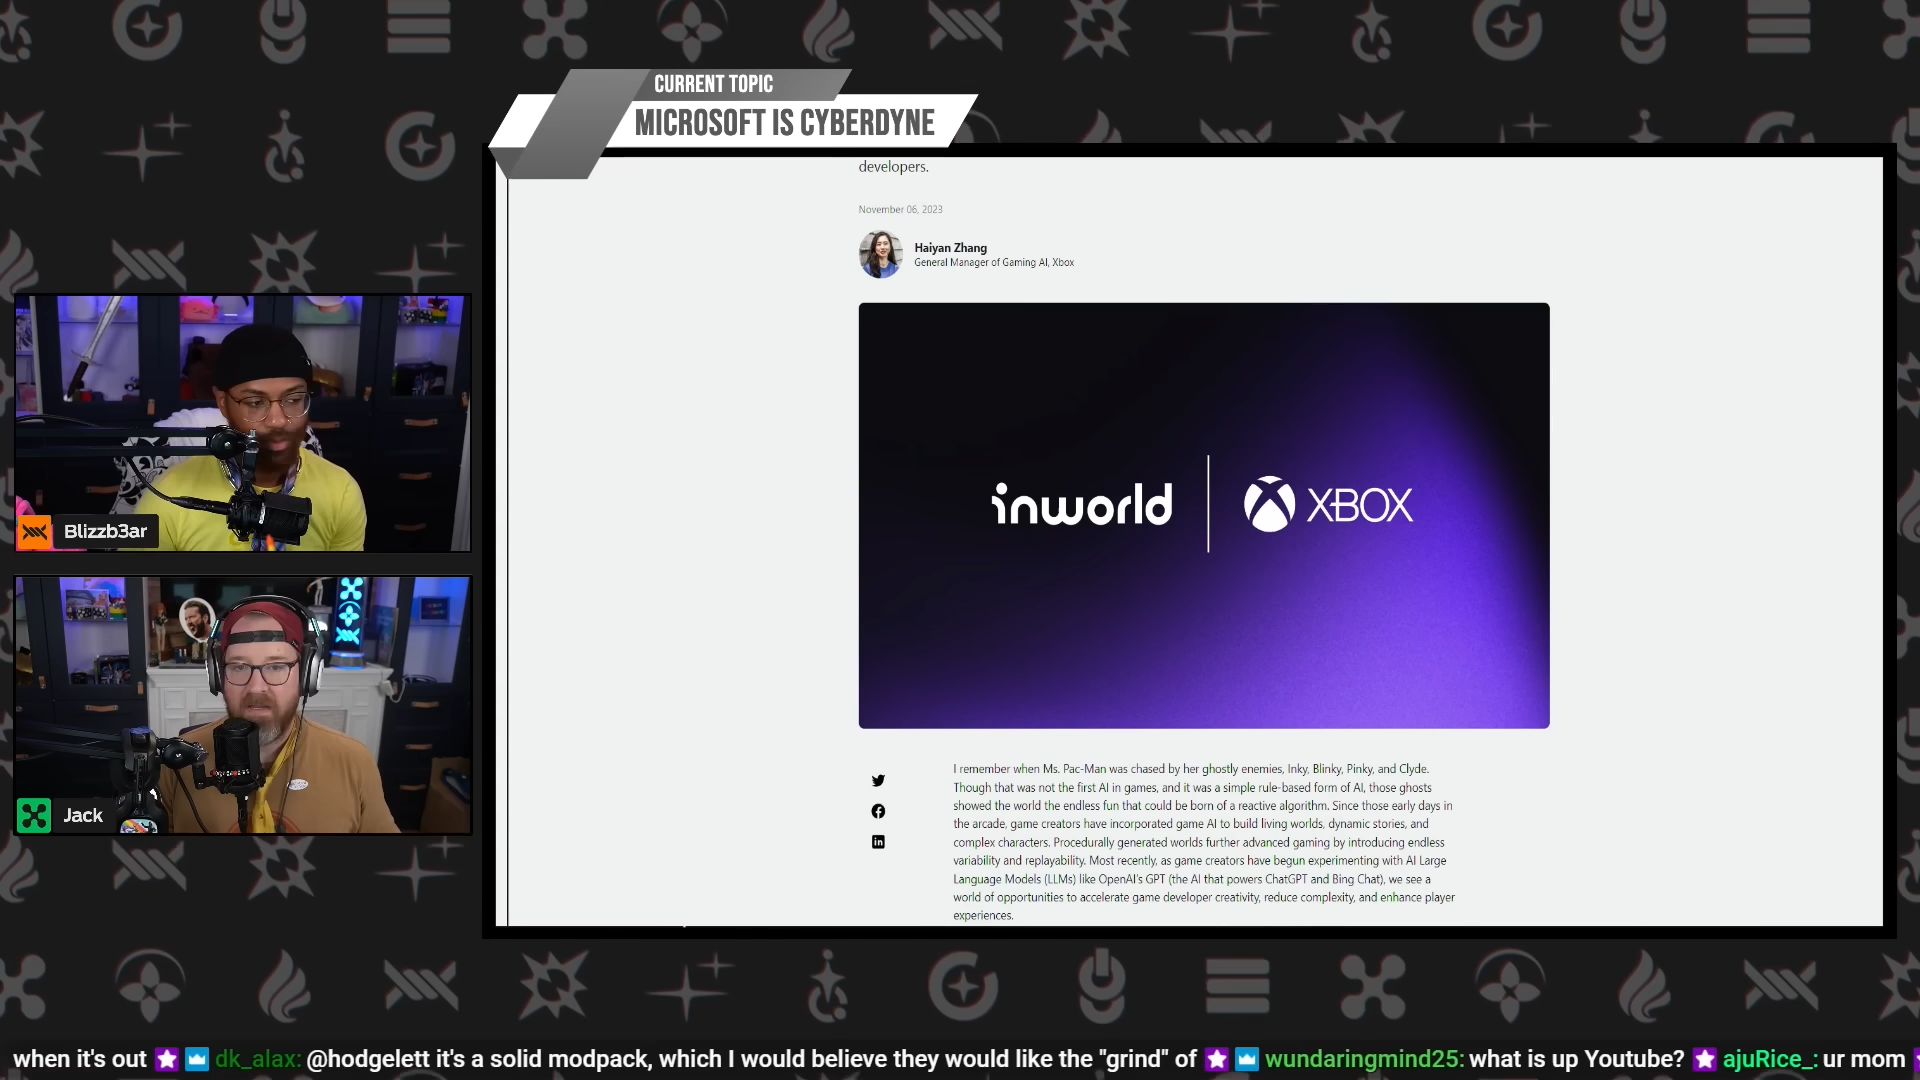 CURRENT TOPIC
MICROSOFT IS CYBERDYNE
developers.
November 06, 2023
Haiyan Zhang
General Manager of Gaming AI, Xbox
inworld
XBOX
I remember when Ms. Pac-Man was chased by her ghostly enemies, Inky, Blinky, Pinky, and Clyde.
Though that was not the first AI in games, and it was a simple rule-based form of AI, those ghosts
showed the world the endless fun that could be born of a reactive algorithm. Since those early days in
the arcade, game creators have incorporated game AI to build living worlds, dynamic stories, and
complex characters. Procedurally generated worlds further advanced gaming by introducing endless
variability and replayability. Most recently, as game creators have begun experimenting with AI Large
Language Models (LLMs) like OpenAI's GPT (the AI that powers ChatGPT and Bing Chat), we see a
world of opportunities to accelerate game developer creativity, reduce complexity, and enhance player
experiences.
Blizzb3ar
Jack
when it's out dk_alax: @hodgelett it's a solid modpack, which I would believe they would like the "grind" of wundaringmind25: what is up Youtube? ajuRice_: ur mom